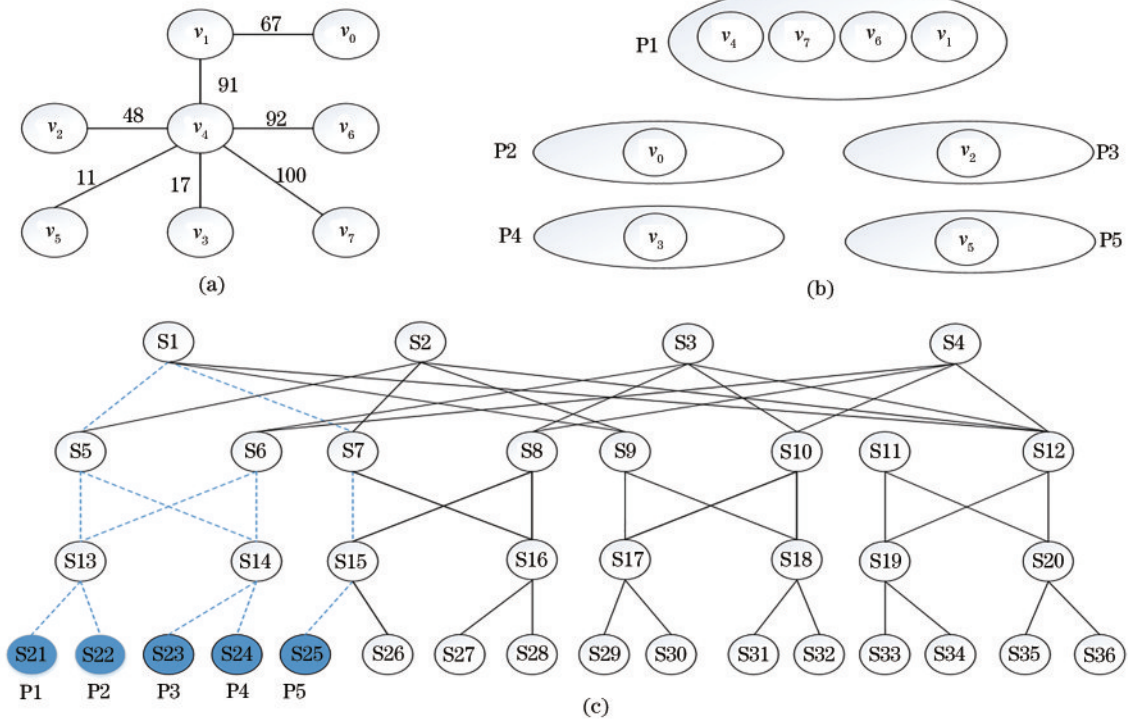 v₁ 67 v₀
91
v₂ 48 v₄ 92 v₆
11 17 100
v₅ v₃ v₇
(a)
P1 v₄ v₇ v₆ v₁
P2 v₀ v₂ P3
P4 v₃ v₅ P5
(b)
S1 S2 S3 S4
S5 S6 S7 S8 S9 S10 S11 S12
S13 S14 S15 S16 S17 S18 S19 S20
S21 S22 S23 S24 S25 S26 S27 S28 S29 S30 S31 S32 S33 S34 S35 S36
P1 P2 P3 P4 P5
(c)